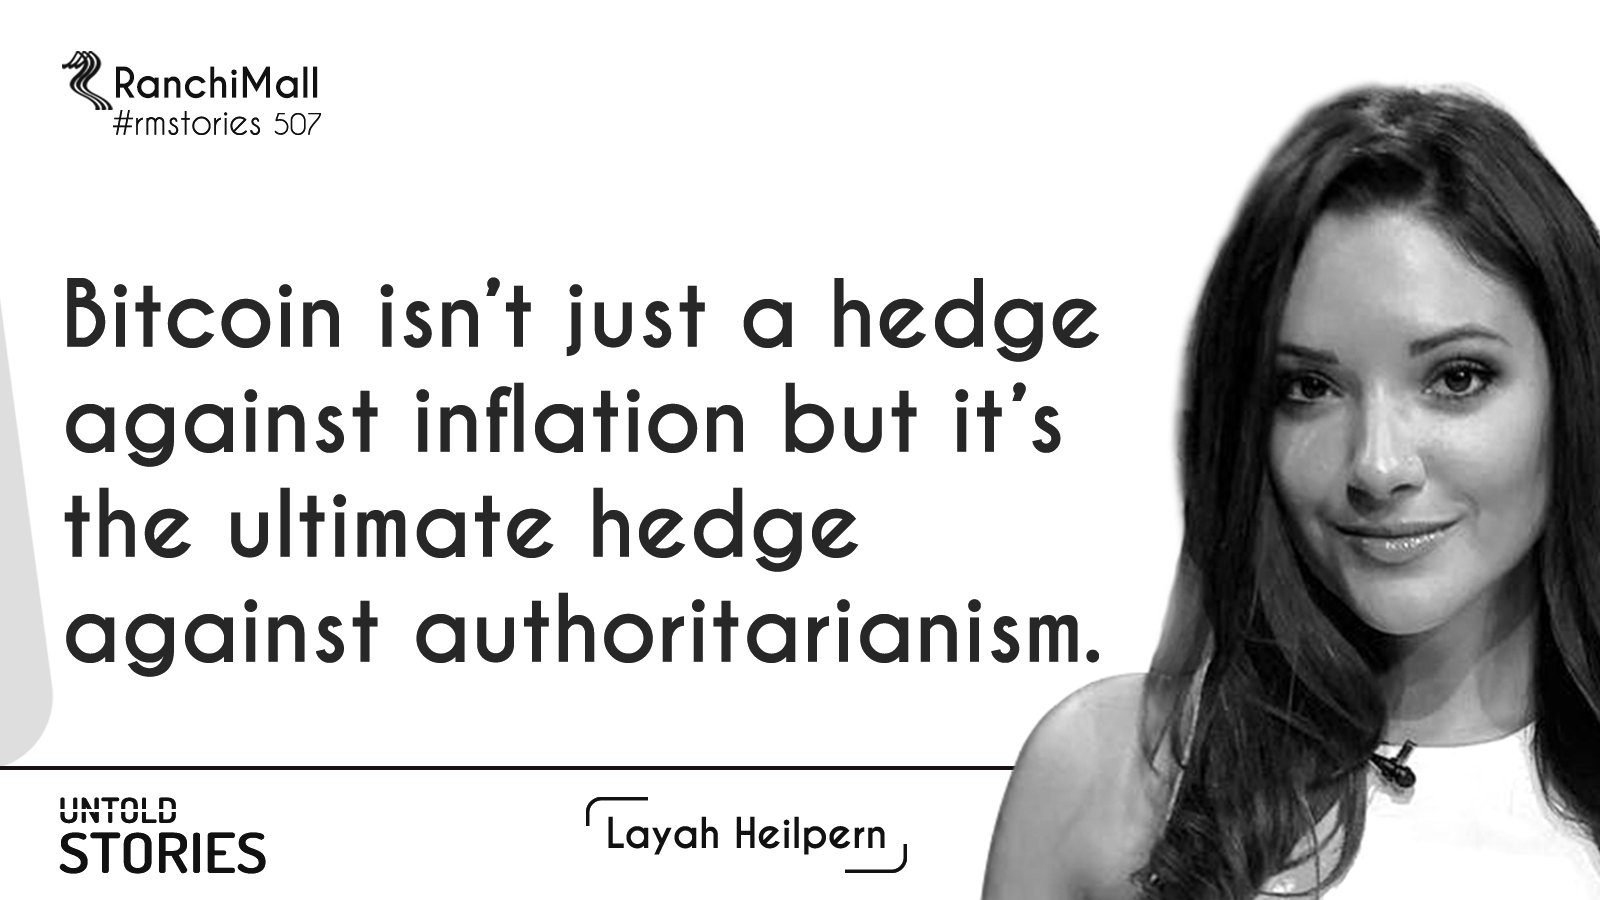 RanchiMall
#rmstories 507
Bitcoin isn’t just a hedge
against inflation but it’s
the ultimate hedge
against authoritarianism.
UNTOLD
STORIES
Layah Heilpern